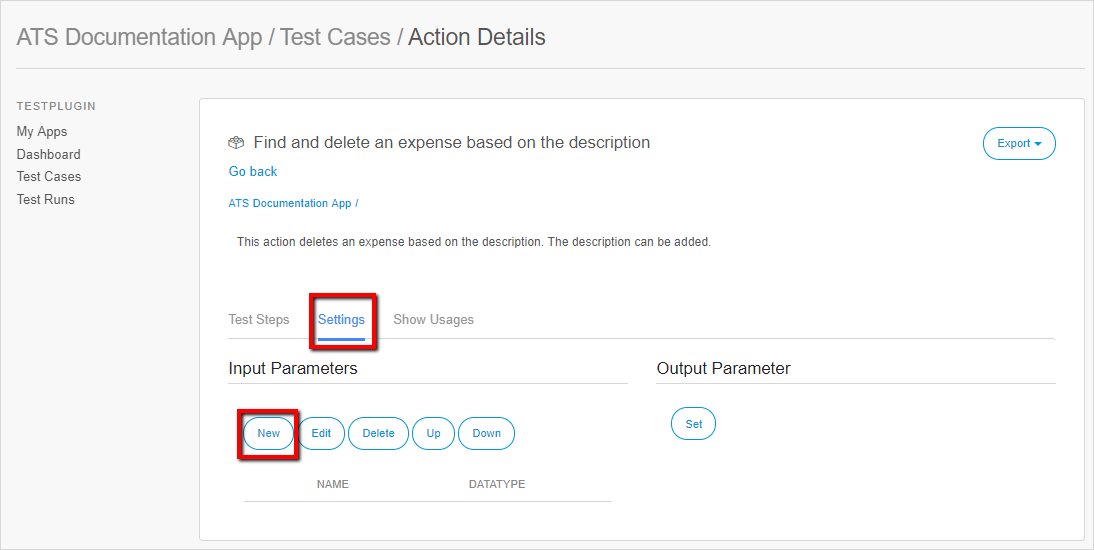 ATS Documentation App / Test Cases / Action Details
TESTPLUGIN
My Apps
Dashboard
Test Cases
Test Runs
Find and delete an expense based on the description
Export
Go back
ATS Documentation App /
This action deletes an expense based on the description. The description can be added.
Test Steps Settings Show Usages
Input Parameters
New Edit Delete Up Down
NAME DATATYPE
Output Parameter
Set